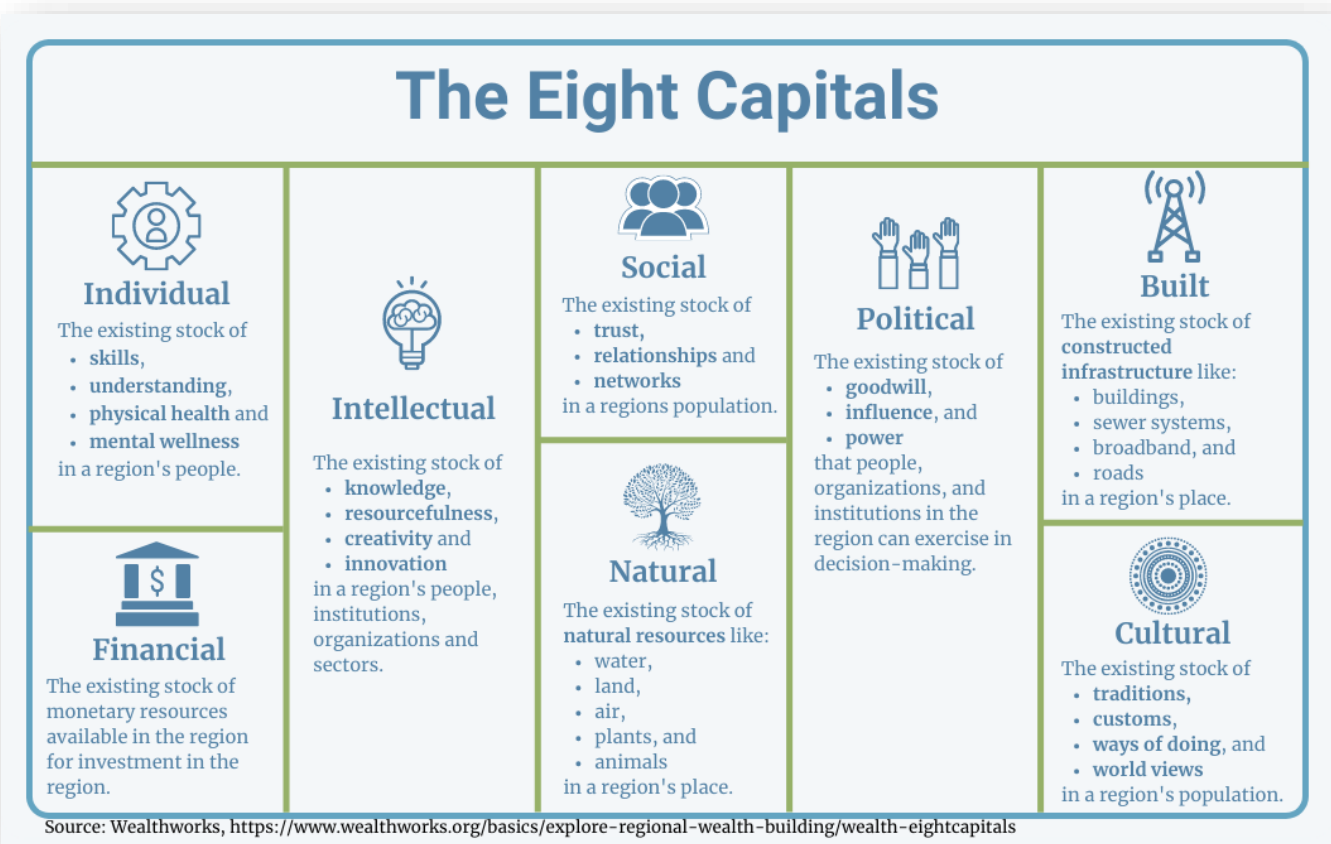 The Eight Capitals
Individual
The existing stock of
• skills,
• understanding,
• physical health and
• mental wellness
in a region's people.
Financial
The existing stock of
monetary resources
available in the region
for investment in the
region.
Intellectual
The existing stock of
• knowledge,
• resourcefulness,
• creativity and
• innovation
in a region's people,
institutions,
organizations and
sectors.
Social
The existing stock of
• trust,
• relationships and
• networks
in a regions population.
Natural
The existing stock of
natural resources like:
• water,
• land,
• air,
• plants, and
• animals
in a region's place.
Political
The existing stock of
• goodwill,
• influence, and
• power
that people,
organizations, and
institutions in the
region can exercise in
decision-making.
Built
The existing stock of
constructed
infrastructure like:
• buildings,
• sewer systems,
• broadband, and
• roads
in a region's place.
Cultural
The existing stock of
• traditions,
• customs,
• ways of doing, and
• world views
in a region's population.
$
Source: Wealthworks, https://www.wealthworks.org/basics/explore-regional-wealth-building/wealth-eightcapitals